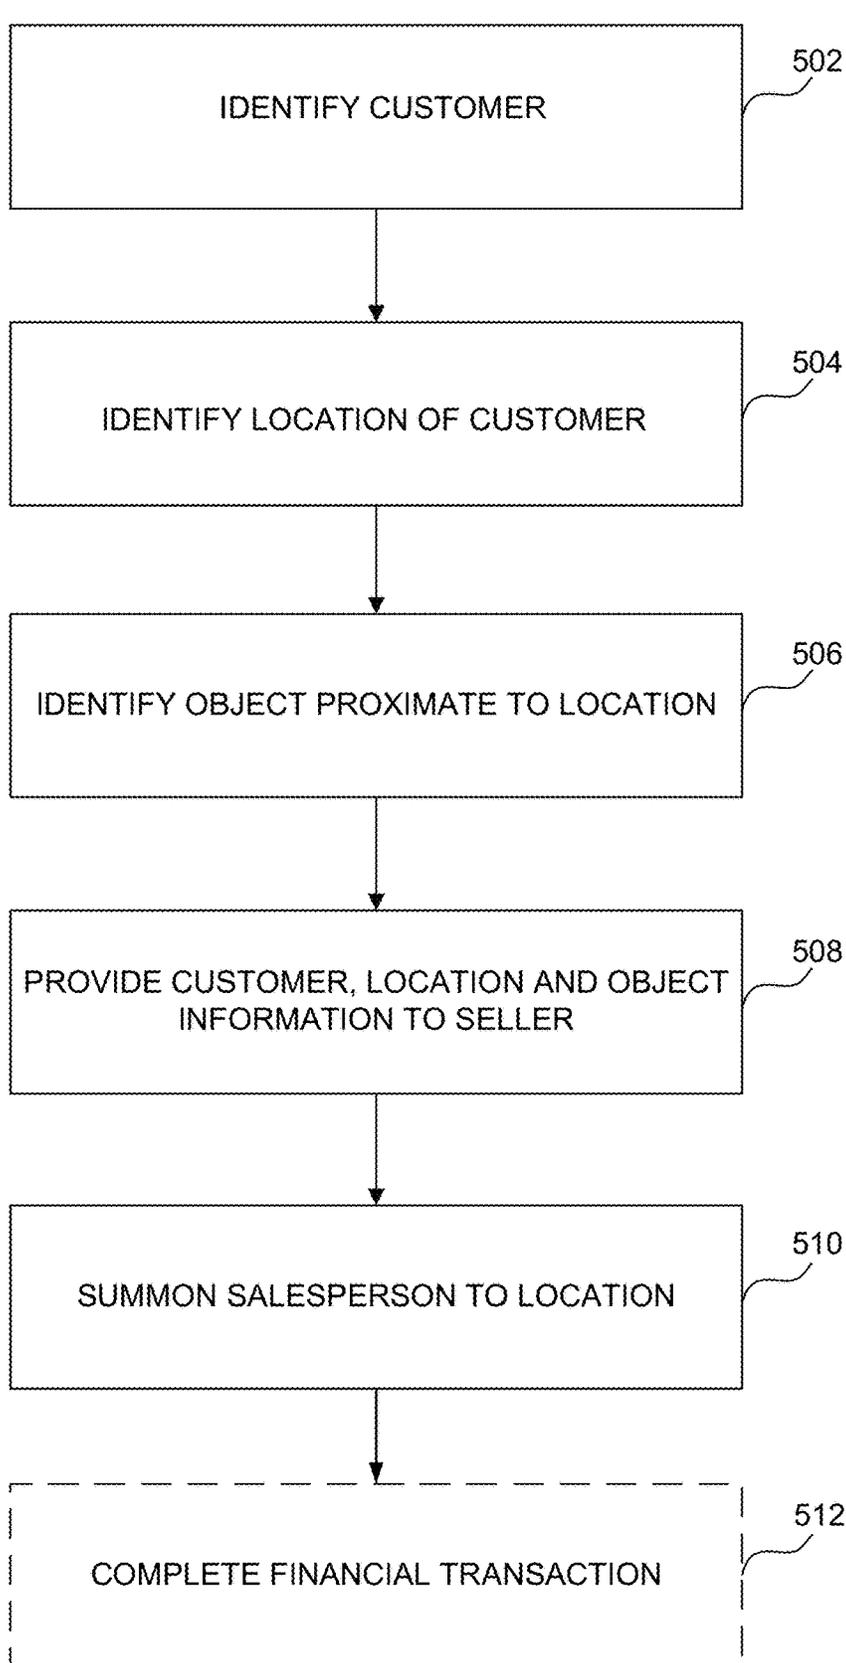 502
IDENTIFY CUSTOMER
504
IDENTIFY LOCATION OF CUSTOMER
506
IDENTIFY OBJECT PROXIMATE TO LOCATION
508
PROVIDE CUSTOMER, LOCATION AND OBJECT
INFORMATION TO SELLER
510
SUMMON SALESPERSON TO LOCATION
512
COMPLETE FINANCIAL TRANSACTION